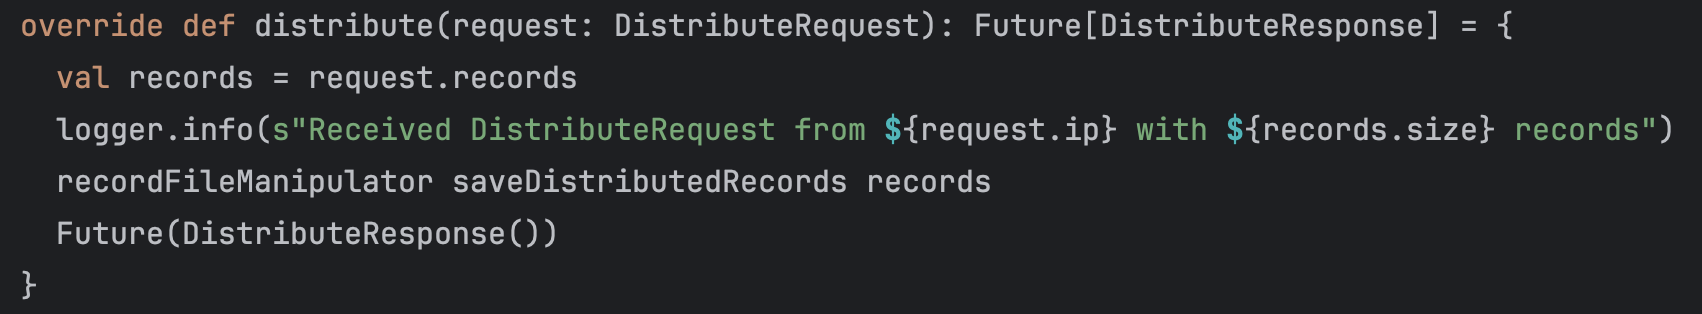 override def distribute(request: DistributeRequest): Future[DistributeResponse] = {
  val records = request.records
  logger.info(s"Received DistributeRequest from ${request.ip} with ${records.size} records")
  recordFileManipulator saveDistributedRecords records
  Future(DistributeResponse())
}